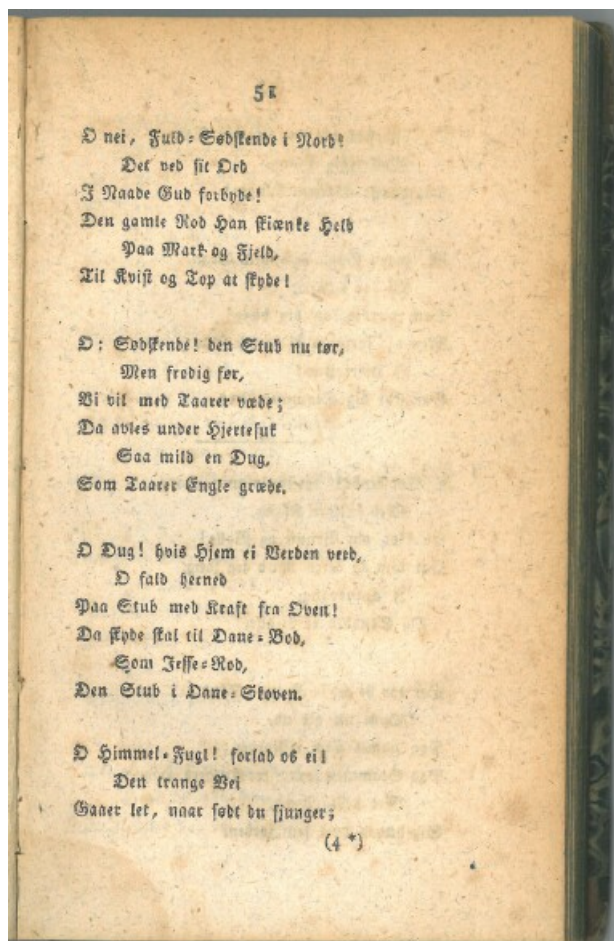 51
O nei, Fuld-Sødskende i Nord!
Det ved sit Ord
I Naade Gud forbyde!
Den gamle Rod Han skiænke Held
Paa Mark og Fjeld,
Til Kvist og Top at skyde!
O! Sødskende! den Stub nu tør,
Men frodig før,
Vi vil med Taarer væde;
Da avles under Hjertesuk
Saa mild en Dug,
Som Taarer Engle græde.
O Dug! hvis Hjem ei Verden veed,
O fald herned
Paa Stub med Kraft fra Oven!
Da skyde skal til Dane-Bod,
Som Jesse-Rod,
Den Stub i Dane-Skoven.
O Himmel-Fugl! forlad os ei!
Den trange Vei
Gaaer let, naar sødt du sjunger;
(4 *)